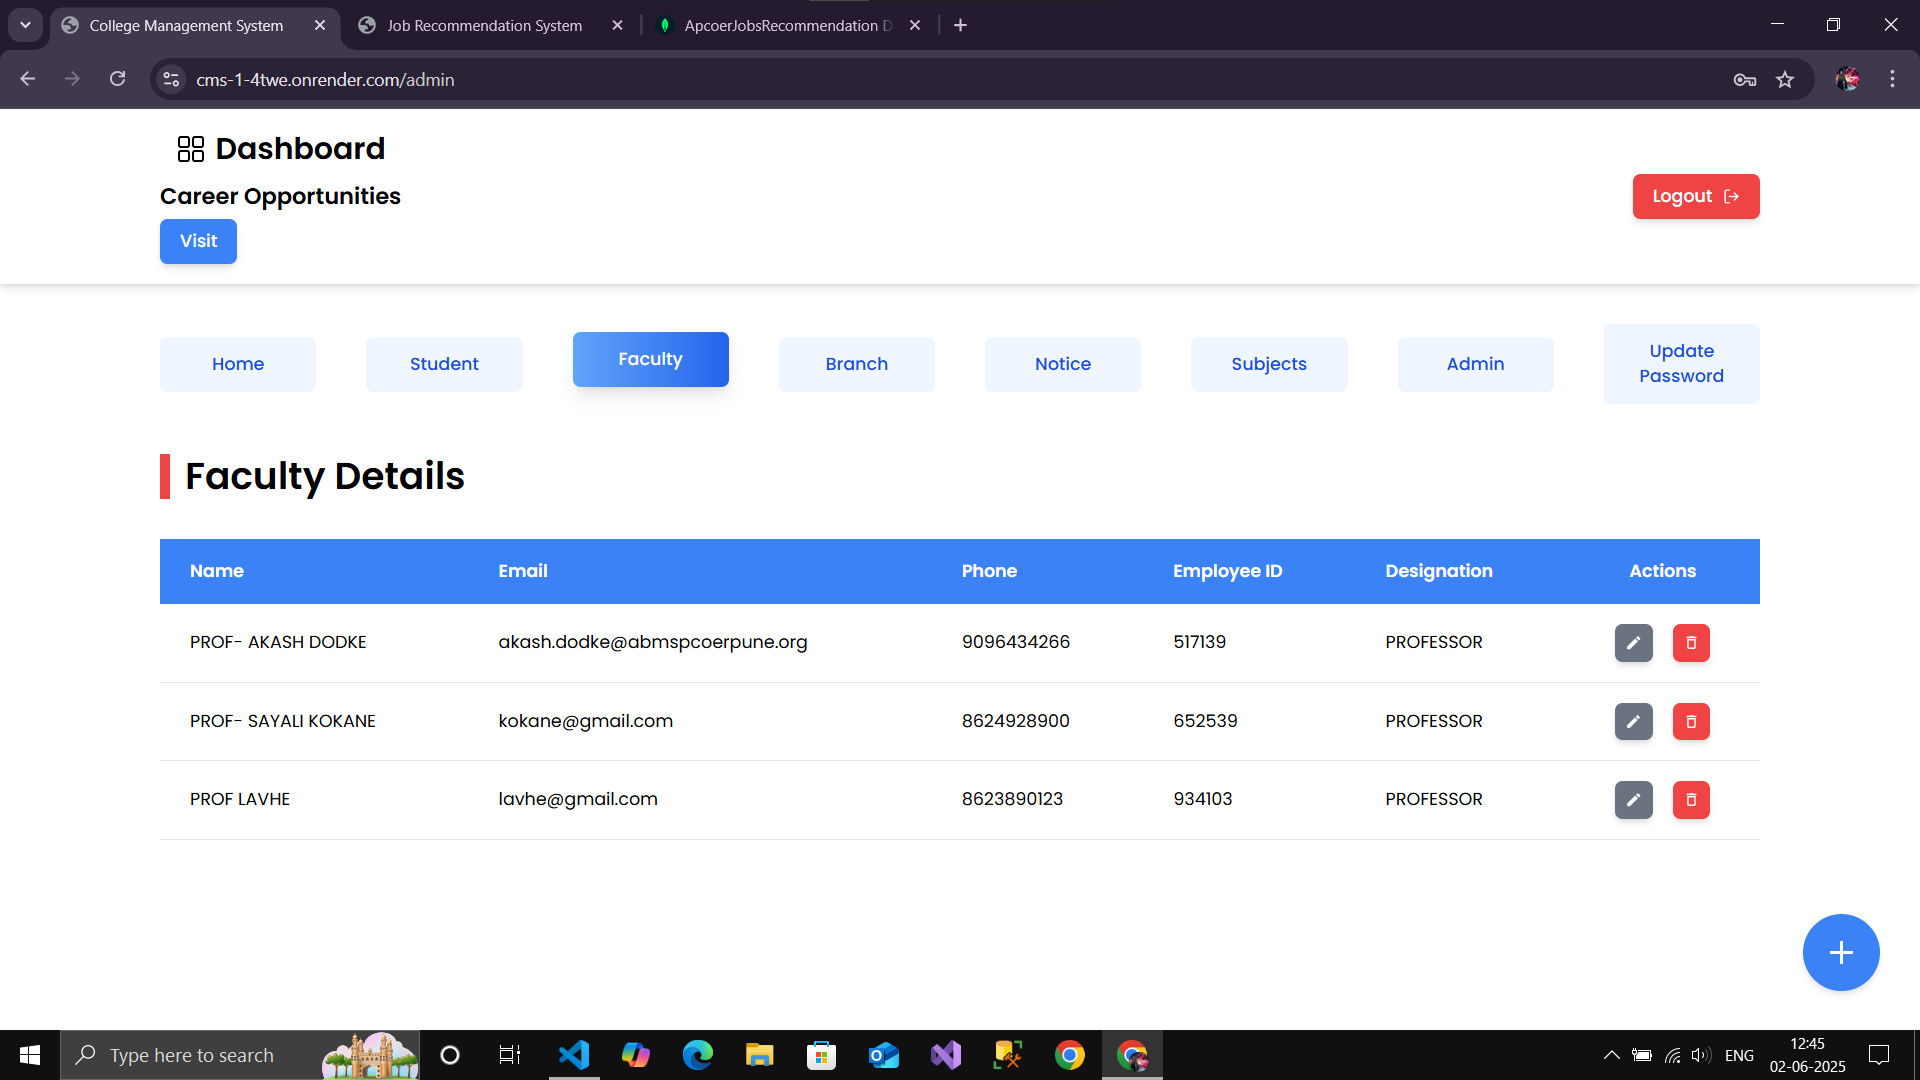 College Management System
Job Recommendation System
ApcoerJobsRecommendation D
cms-1-4twe.onrender.com/admin
Dashboard
Career Opportunities
Visit
Logout
Home
Student
Faculty
Branch
Notice
Subjects
Admin
Update
Password
Faculty Details
Name Email Phone Employee ID Designation Actions
PROF- AKASH DODKE akash.dodke@abmspcoerpune.org 9096434266 517139 PROFESSOR
PROF- SAYALI KOKANE kokane@gmail.com 8624928900 652539 PROFESSOR
PROF LAVHE lavhe@gmail.com 8623890123 934103 PROFESSOR
Type here to search
ENG
12:45
02-06-2025